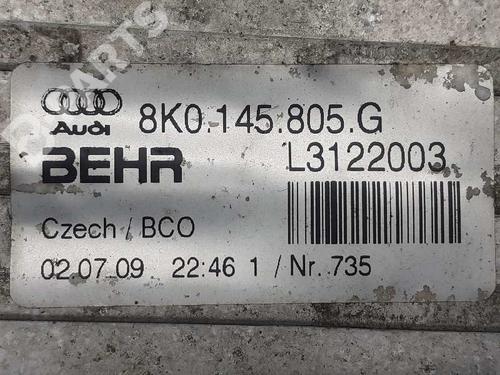 8K0.145.805.G
Audi
BEHR L3122003
Czech / BCO
02.07.09 22:46 1 / Nr. 735